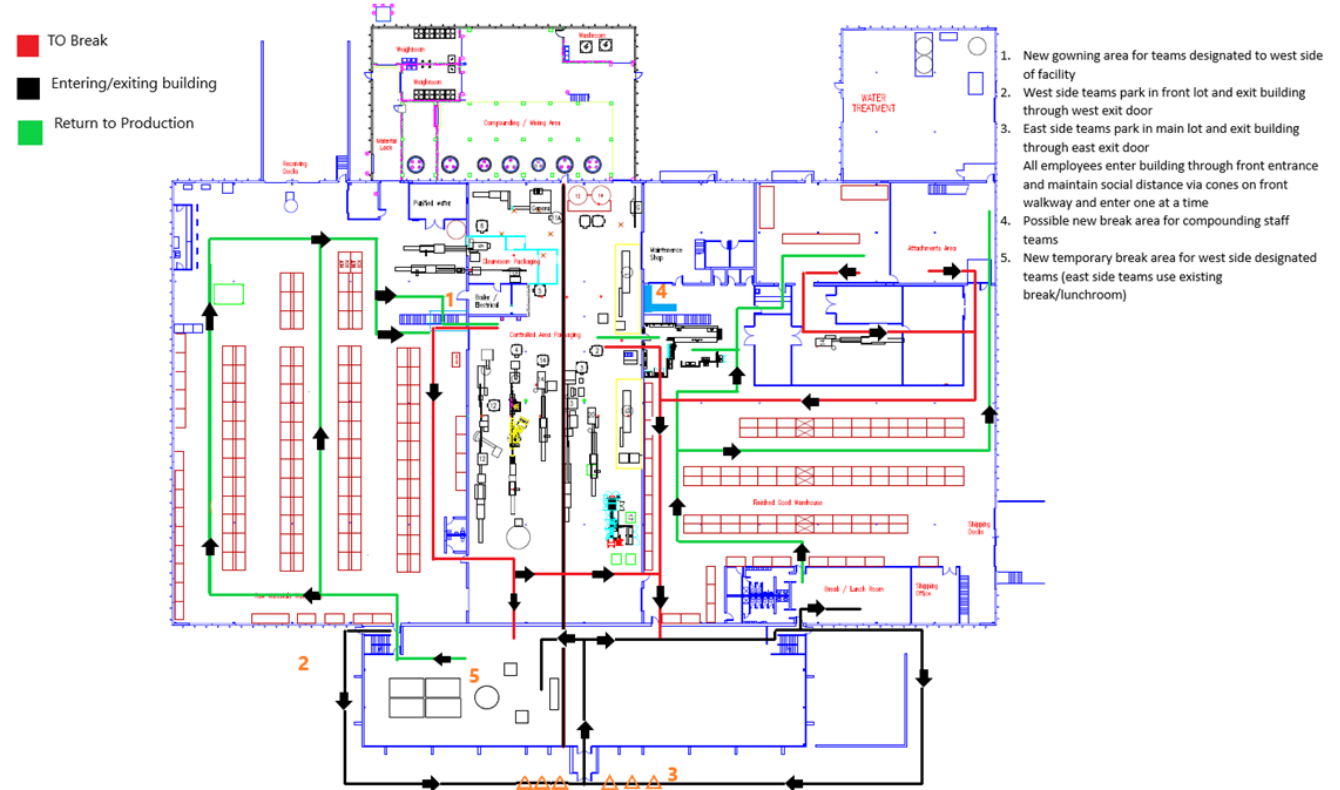 TO Break
Entering/exiting building
Return to Production
1. New gowning area for teams designated to west side
of facility
2. West side teams park in front lot and exit building
through west exit door
3. East side teams park in main lot and exit building
through east exit door
All employees enter building through front entrance
and maintain social distance via cones on front
walkway and enter one at a time
4. Possible new break area for compounding staff
teams
5. New temporary break area for west side designated
teams (east side teams use existing
break/lunchroom)
Weighroom
Washroom
Weighroom
Compounding / Mixing Area
Material
Lock
WATER
TREATMENT
Receiving
Docks
Purified water
Cleanroom Packaging
Boiler /
Electrical
Controlled Area Packaging
Maintenance
Shop
Attachments Area
1
4
Finished Good Warehouse
Shipping
Docks
Break / Lunch Room
Shipping
Office
2
5
3